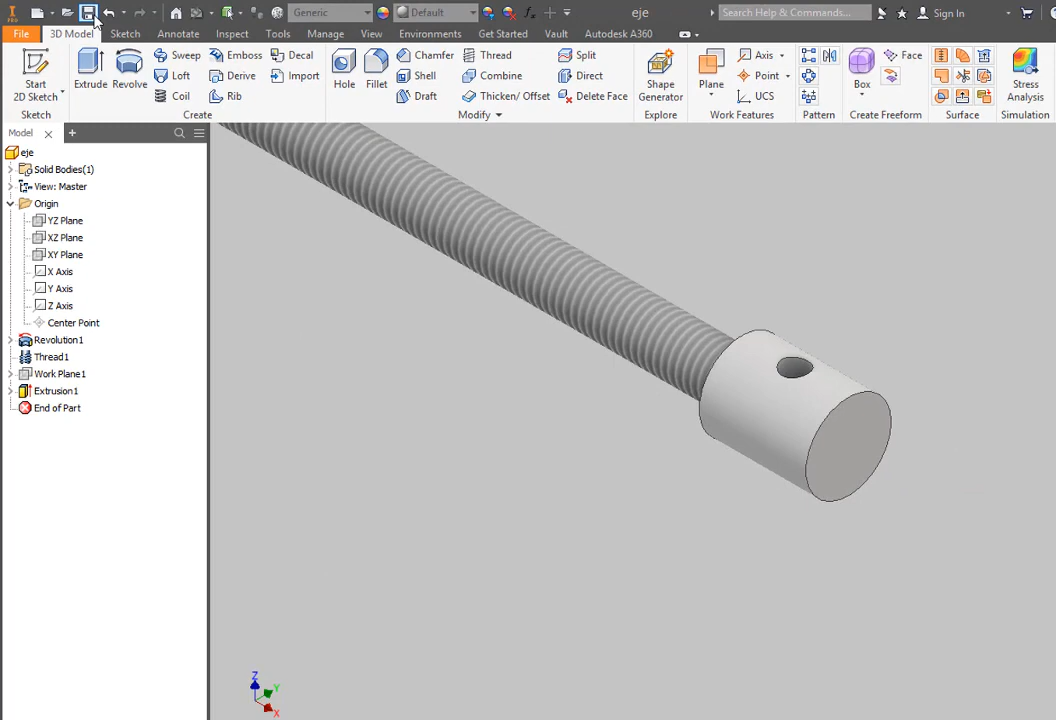 PRO Generic Default eje Search Help & Commands... Sign In
File 3D Model Sketch Annotate Inspect Tools Manage View Environments Get Started Vault Autodesk A360
Start 2D Sketch
Extrude
Revolve
Sweep Emboss Decal
Loft Derive Import
Coil Rib
Hole
Fillet
Chamfer Thread Split
Shell Combine Direct
Draft Thicken/ Offset Delete Face
Shape Generator
Plane
Axis
Point
UCS
Box
Face
Stress Analysis
Sketch Create Modify Explore Work Features Pattern Create Freeform Surface Simulation
Model
eje
Solid Bodies(1)
View: Master
Origin
YZ Plane
XZ Plane
XY Plane
X Axis
Y Axis
Z Axis
Center Point
Revolution1
Thread1
Work Plane1
Extrusion1
End of Part
Z
Y
X